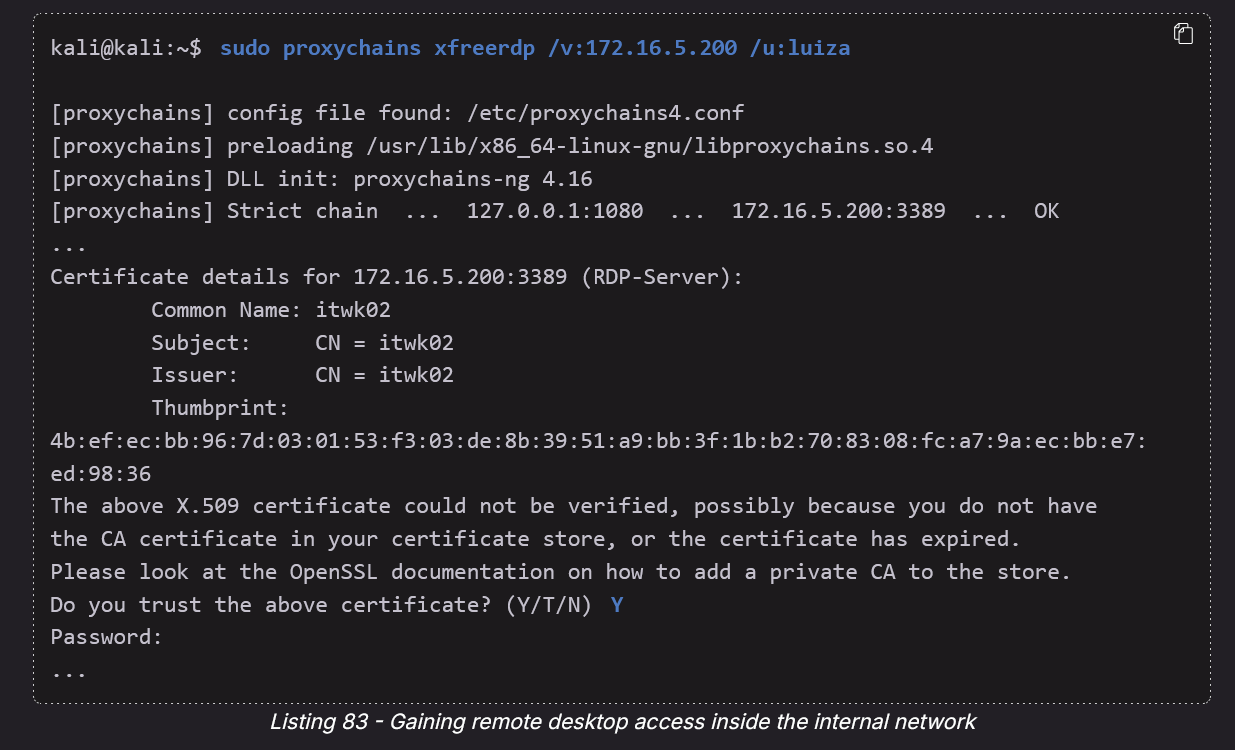 kali@kali:~$ sudo proxychains xfreerdp /v:172.16.5.200 /u:luiza
[proxychains] config file found: /etc/proxychains4.conf
[proxychains] preloading /usr/lib/x86_64-linux-gnu/libproxychains.so.4
[proxychains] DLL init: proxychains-ng 4.16
[proxychains] Strict chain  ...  127.0.0.1:1080  ...  172.16.5.200:3389  ...  OK
...
Certificate details for 172.16.5.200:3389 (RDP-Server):
        Common Name: itwk02
        Subject:     CN = itwk02
        Issuer:      CN = itwk02
        Thumbprint:
4b:ef:ec:bb:96:7d:03:01:53:f3:03:de:8b:39:51:a9:bb:3f:1b:b2:70:83:08:fc:a7:9a:ec:bb:e7:
ed:98:36
The above X.509 certificate could not be verified, possibly because you do not have
the CA certificate in your certificate store, or the certificate has expired.
Please look at the OpenSSL documentation on how to add a private CA to the store.
Do you trust the above certificate? (Y/T/N) Y
Password:
...
Listing 83 - Gaining remote desktop access inside the internal network